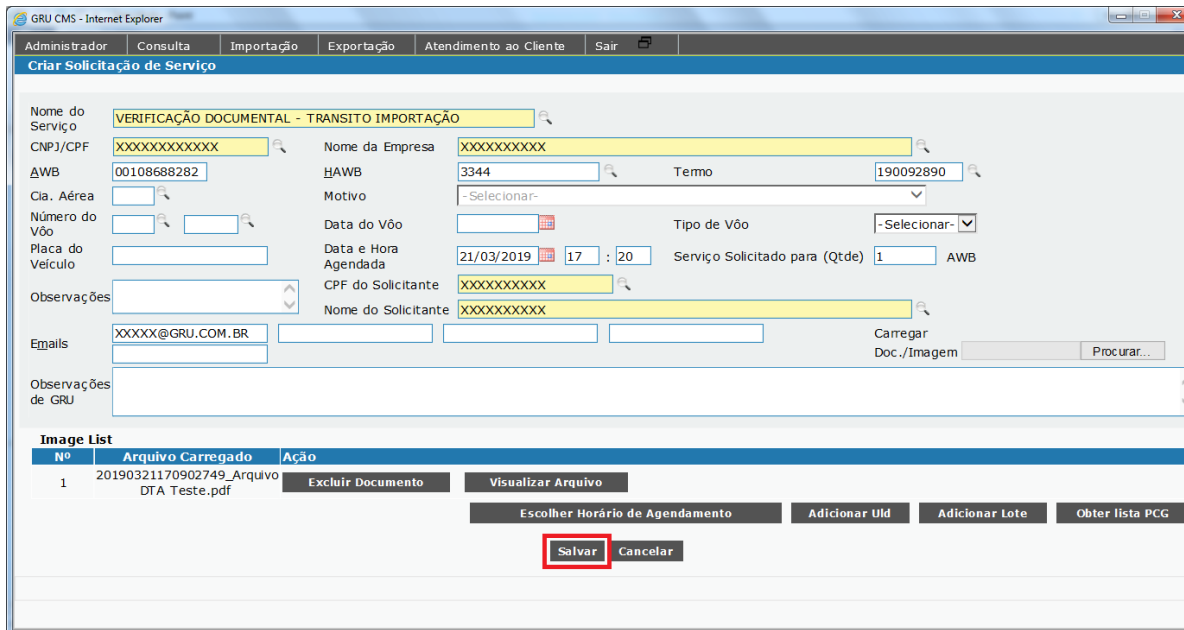 GRU CMS - Internet Explorer
Administrador Consulta Importação Exportação Atendimento ao Cliente Sair
Criar Solicitação de Serviço
Nome do Serviço VERIFICAÇÃO DOCUMENTAL - TRANSITO IMPORTAÇÃO
CNPJ/CPF XXXXXXXXXXXX Nome da Empresa XXXXXXXXXX
AWB 00108688282 HAWB 3344 Termo 190092890
Cia. Aérea Motivo -Selecionar-
Número do Vôo Data do Vôo Tipo de Vôo -Selecionar-
Placa do Veículo Data e Hora Agendada 21/03/2019 17 : 20 Serviço Solicitado para (Qtde) 1 AWB
Observações CPF do Solicitante XXXXXXXXXX
Nome do Solicitante XXXXXXXXXX
Emails XXXXX@GRU.COM.BR Carregar Doc./Imagem Procurar...
Observações de GRU
Image List
Nº Arquivo Carregado Ação
1 20190321170902749_Arquivo DTA Teste.pdf Excluir Documento Visualizar Arquivo
Escolher Horário de Agendamento Adicionar Uld Adicionar Lote Obter lista PCG
Salvar Cancelar